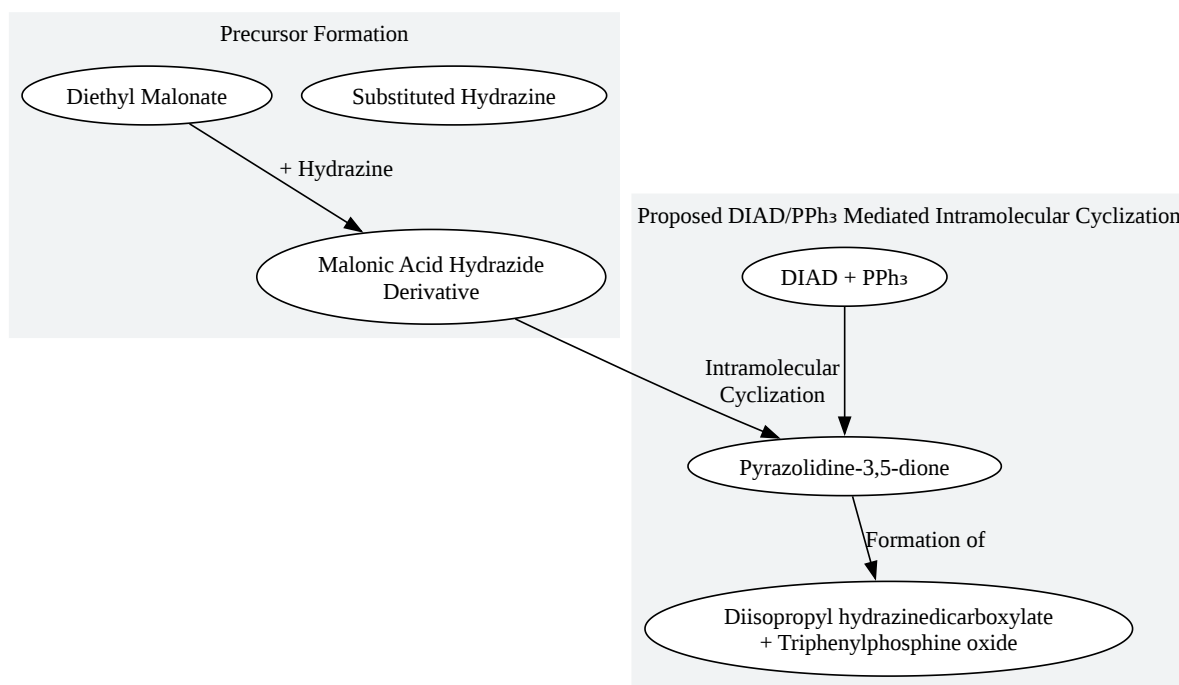 Precursor Formation
Diethyl Malonate
Substituted Hydrazine
+ Hydrazine
Malonic Acid Hydrazide
Derivative
Proposed DIAD/PPh₃ Mediated Intramolecular Cyclization
DIAD + PPh₃
Intramolecular
Cyclization
Pyrazolidine-3,5-dione
Formation of
Diisopropyl hydrazinedicarboxylate
+ Triphenylphosphine oxide